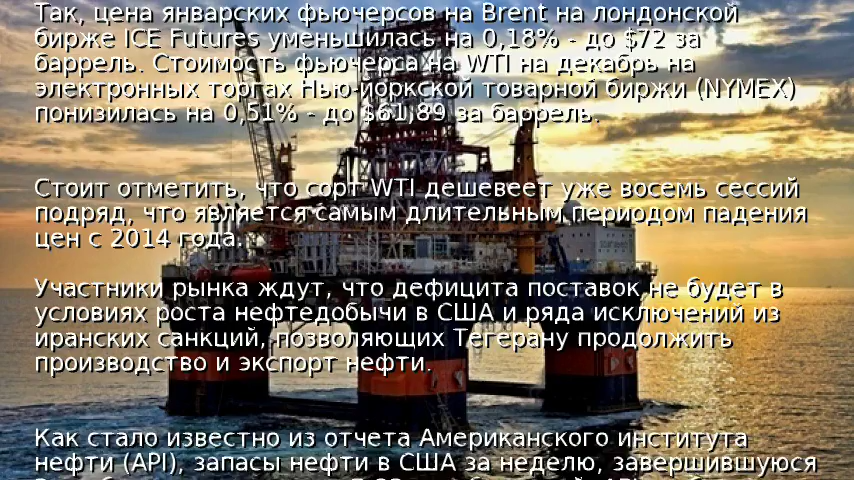 Так, цена январских фьючерсов на Brent на лондонской
бирже ICE Futures уменьшилась на 0,18% - до $72 за
баррель. Стоимость фьючерса на WTI на декабрь на
электронных торгах Нью-йоркской товарной биржи (NYMEX)
понизилась на 0,51% - до $61,89 за баррель.
Стоит отметить, что сорт WTI дешевеет уже восемь сессий
подряд, что является самым длительным периодом падения
цен с 2014 года.
Участники рынка ждут, что дефицита поставок не будет в
условиях роста нефтедобычи в США и ряда исключений из
иранских санкций, позволяющих Тегерану продолжить
производство и экспорт нефти.
Как стало известно из отчета Американского института
нефти (API), запасы нефти в США за неделю, завершившуюся